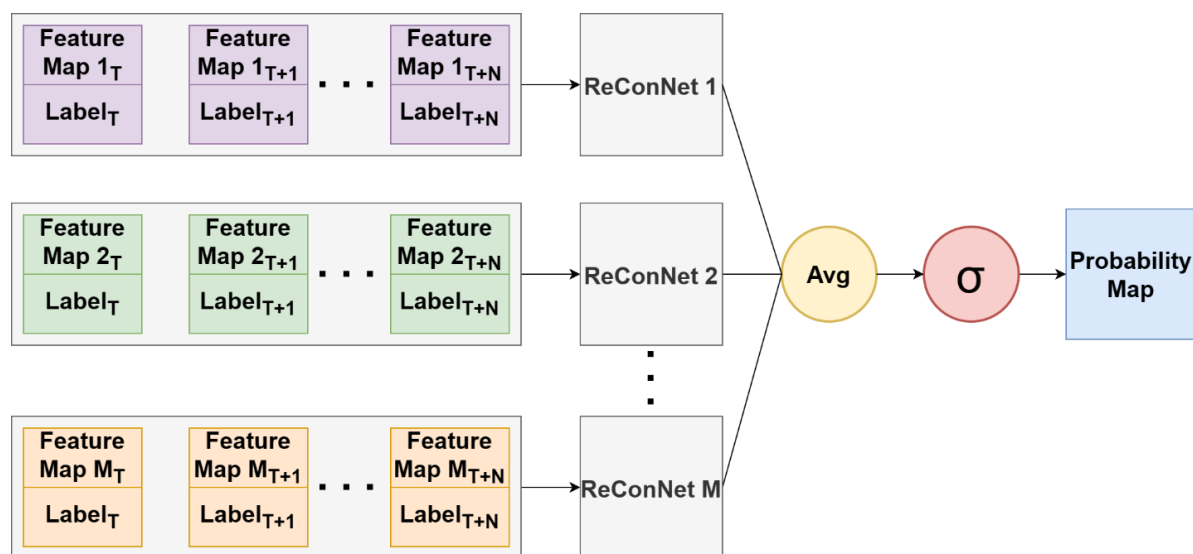 Feature
Map 1T
LabelT
Feature
Map 1T+1
LabelT+1
. . .
Feature
Map 1T+N
LabelT+N
ReConNet 1
Feature
Map 2T
LabelT
Feature
Map 2T+1
LabelT+1
. . .
Feature
Map 2T+N
LabelT+N
ReConNet 2
Avg
σ
Probability
Map
Feature
Map MT
LabelT
Feature
Map MT+1
LabelT+1
. . .
Feature
Map MT+N
LabelT+N
ReConNet M